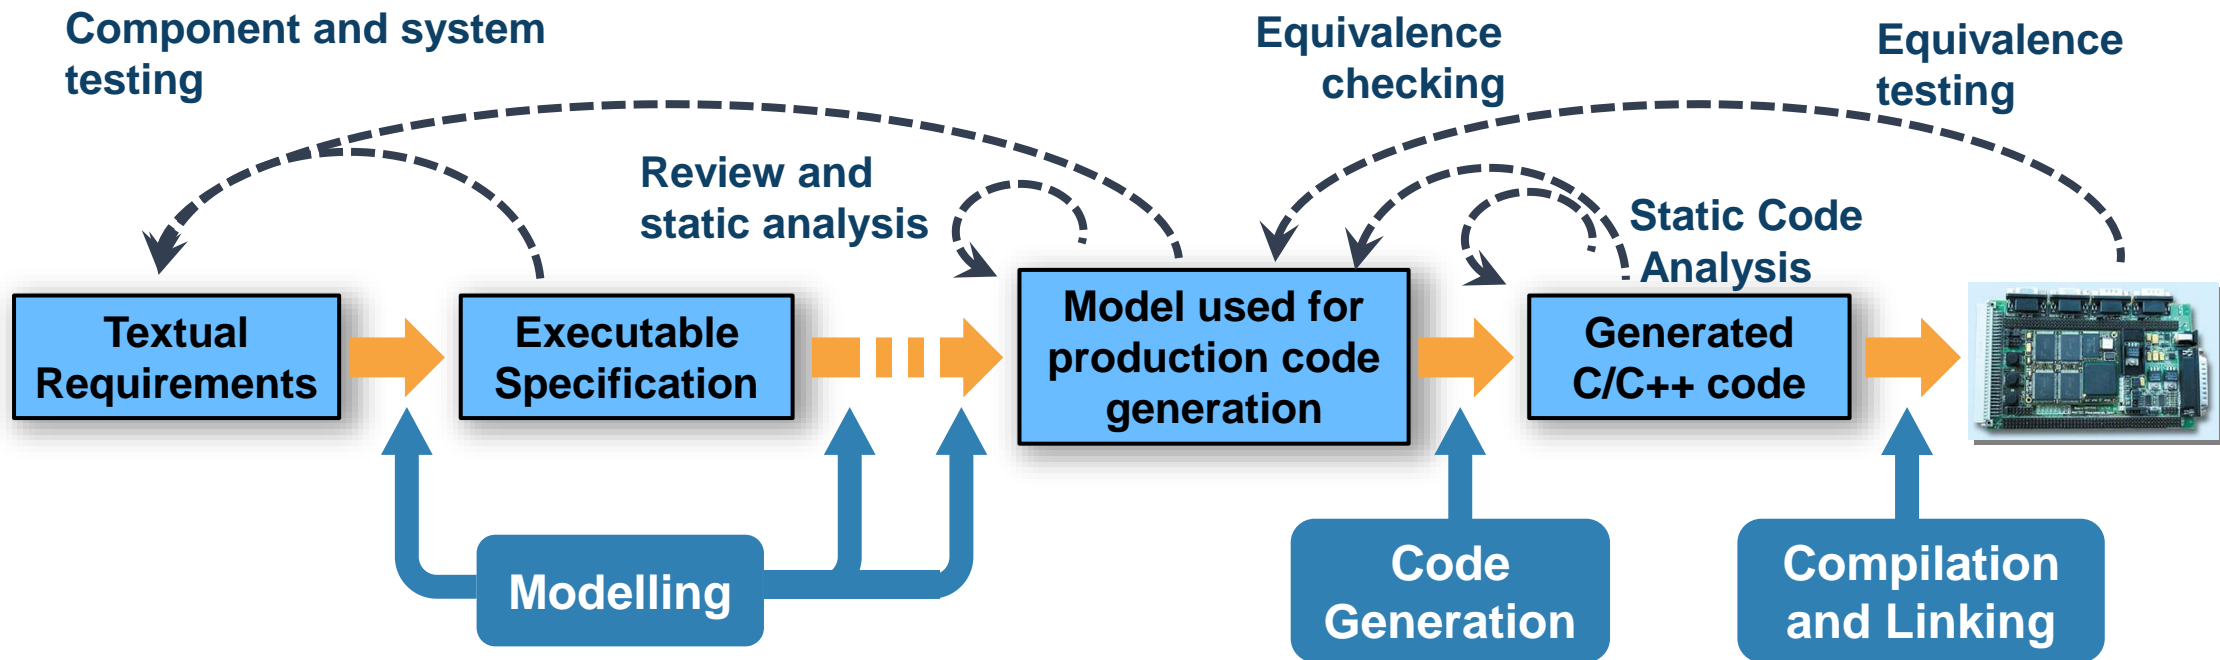 Component and system
testing
Equivalence
checking
Equivalence
testing
Review and
static analysis
Static Code
Analysis
Textual
Requirements
Executable
Specification
Model used for
production code
generation
Generated
C/C++ code
Modelling
Code
Generation
Compilation
and Linking